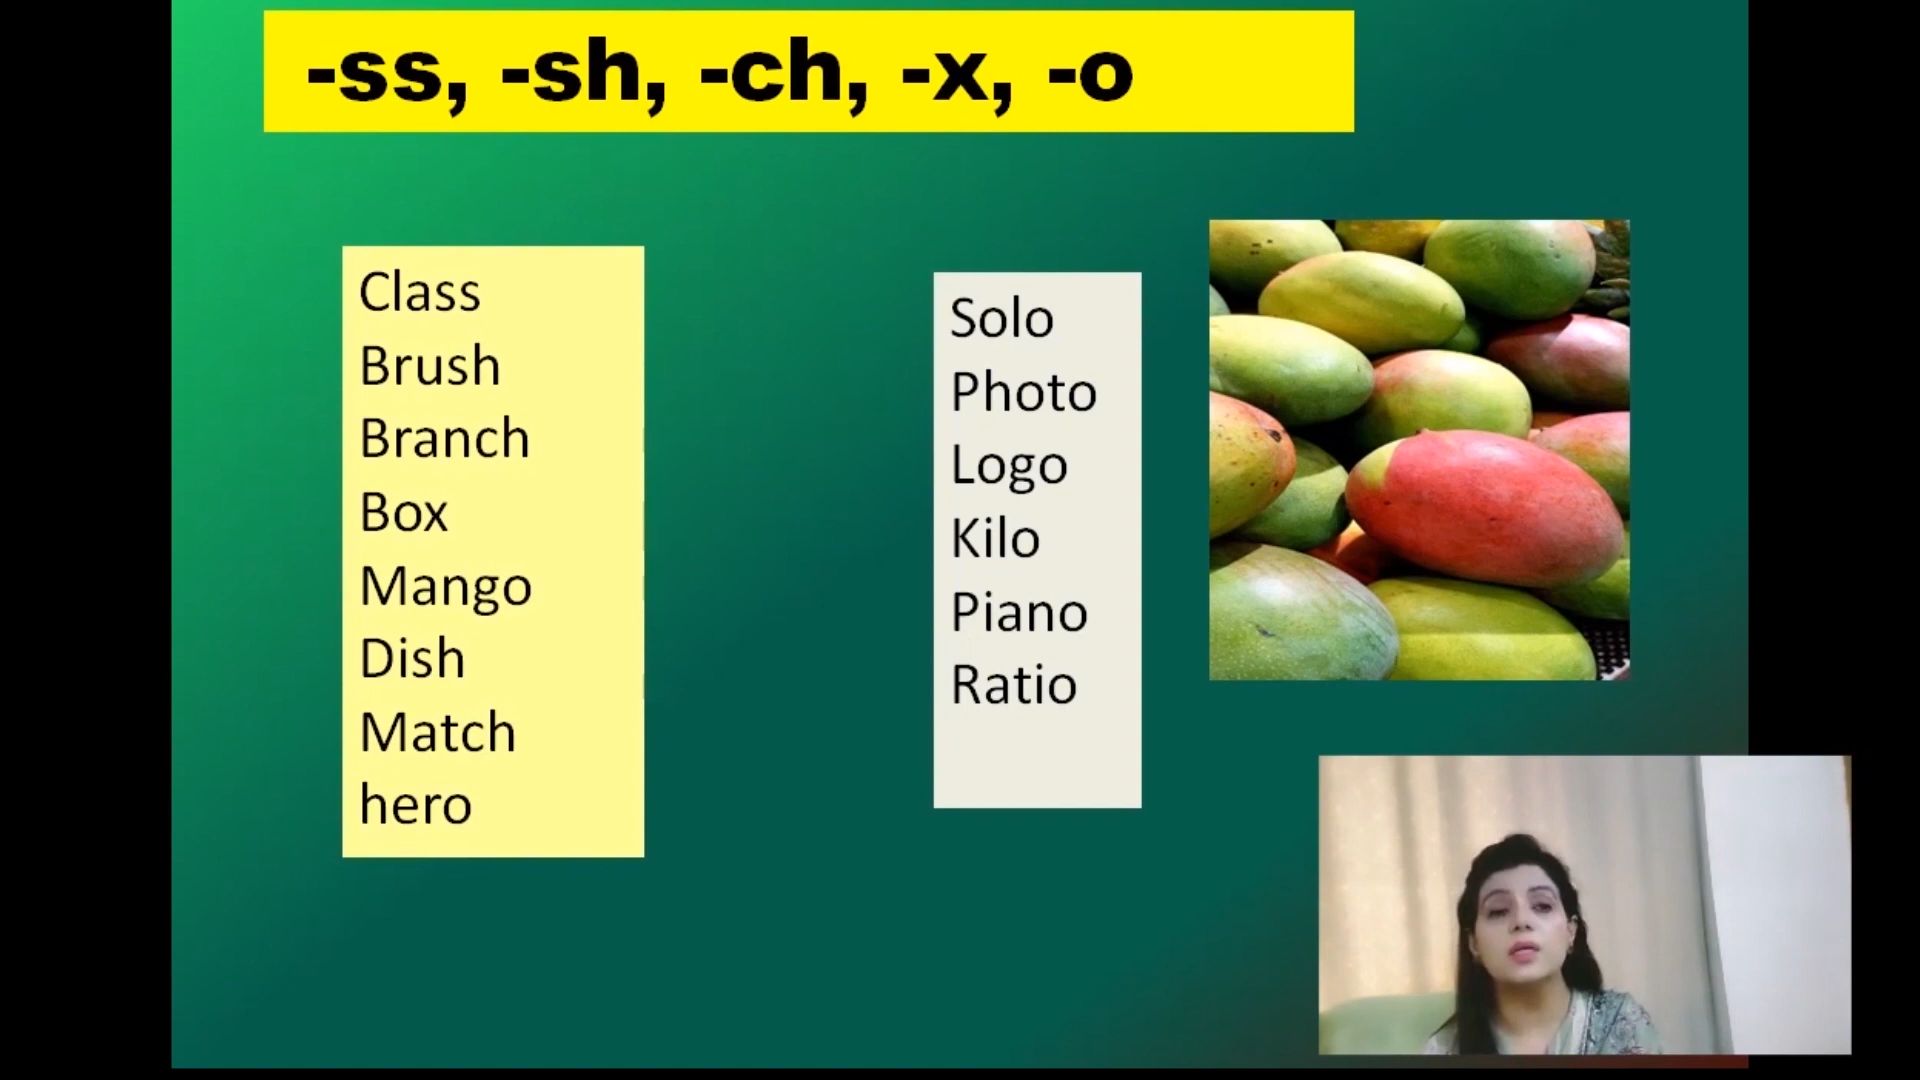 -ss, -sh, -ch, -x, -o
Class
Brush
Branch
Box
Mango
Dish
Match
hero
Solo
Photo
Logo
Kilo
Piano
Ratio